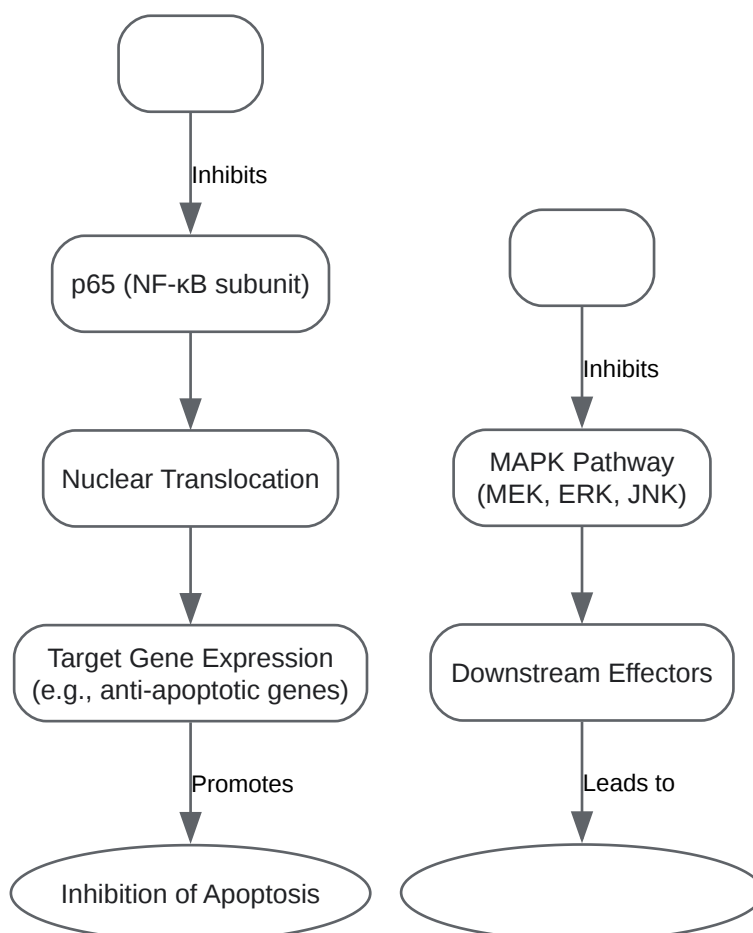 Inhibits
p65 (NF-κB subunit)
Nuclear Translocation
Target Gene Expression
(e.g., anti-apoptotic genes)
Promotes
Inhibition of Apoptosis
Inhibits
MAPK Pathway
(MEK, ERK, JNK)
Downstream Effectors
Leads to